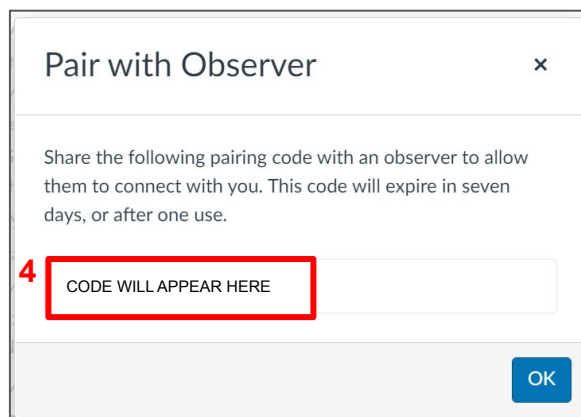 Pair with Observer ×
Share the following pairing code with an observer to allow
them to connect with you. This code will expire in seven
days, or after one use.
4
CODE WILL APPEAR HERE
OK